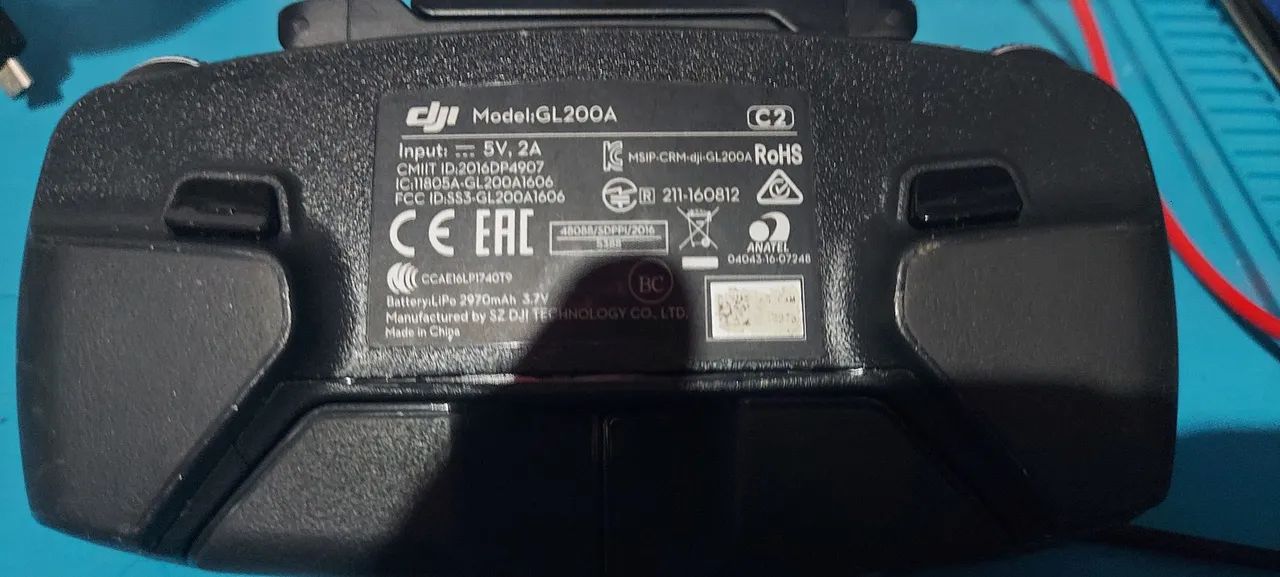 dji Model:GL200A C2
Input: ⎓ 5V, 2A
CMIIT ID:2016DP4907
IC:11805A-GL200A1606
FCC ID:SS3-GL200A1606
MSIP-CRM-dji-GL200A RoHS
R 211-160812
CE EAC
48088/SDPPI/2016
5388
ANATEL
04043-16-07248
CCAE16LP1740T9
BC
Battery:LiPo 2970mAh 3.7V
Manufactured by SZ DJI TECHNOLOGY CO., LTD.
Made in China